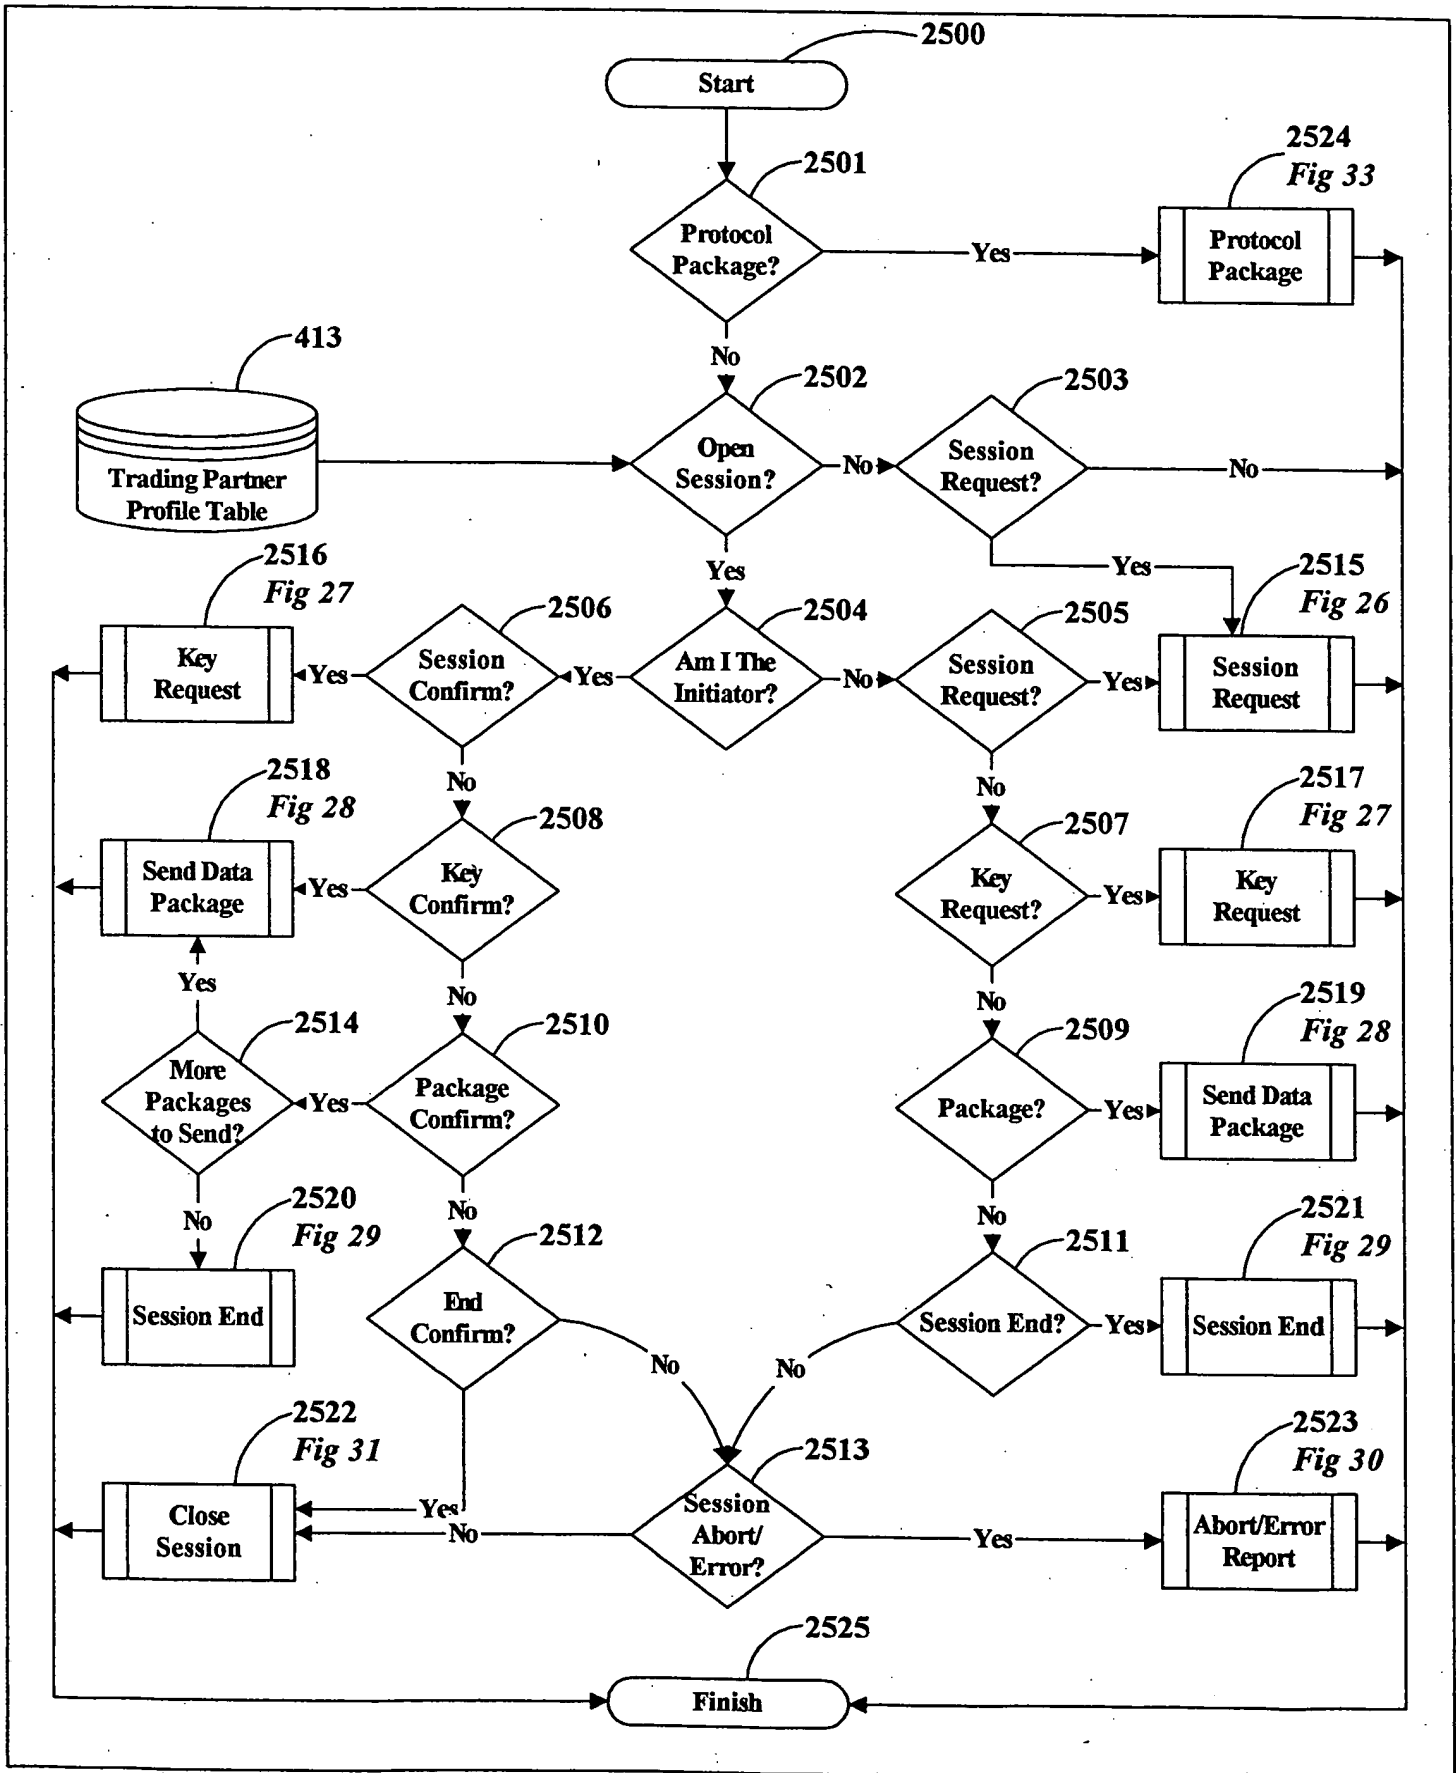 2500
Start
2501
2524
Fig 33
Protocol
Package?
Yes
Protocol
Package
No
413
2502
2503
Trading Partner
Profile Table
Open
Session?
No
Session
Request?
No
Yes
Yes
2516
Fig 27
2506
2504
2505
2515
Fig 26
Key
Request
Yes
Session
Confirm?
Yes
Am I The
Initiator?
No
Session
Request?
Yes
Session
Request
No
No
2518
Fig 28
2508
2507
2517
Fig 27
Send Data
Package
Yes
Key
Confirm?
Key
Request?
Yes
Key
Request
Yes
No
No
2514
2510
2509
2519
Fig 28
More
Packages
to Send?
Yes
Package
Confirm?
Package?
Yes
Send Data
Package
No
No
No
2520
Fig 29
2512
2511
2521
Fig 29
Session End
End
Confirm?
Session End?
Yes
Session End
No
No
2522
Fig 31
2513
2523
Fig 30
Close
Session
Yes
No
Session
Abort/
Error?
Yes
Abort/Error
Report
2525
Finish